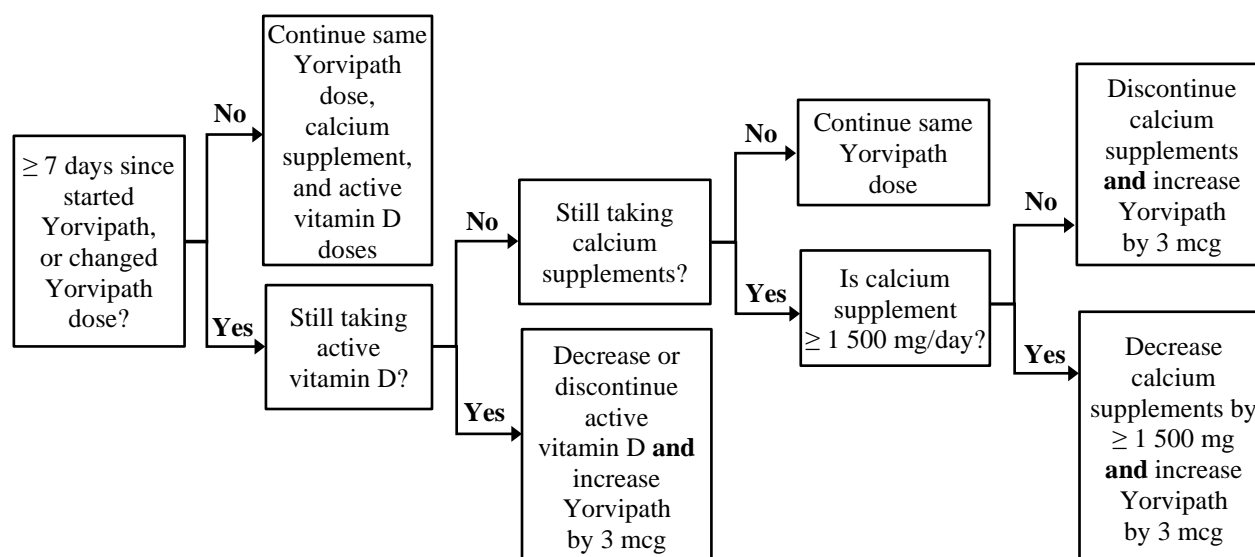 ≥ 7 days since
started
Yorvipath,
or changed
Yorvipath
dose?
No
Continue same
Yorvipath
dose,
calcium
supplement,
and active
vitamin D
doses
Yes
Still taking
active
vitamin D?
No
Still taking
calcium
supplements?
Yes
Decrease or
discontinue
active
vitamin D and
increase
Yorvipath
by 3 mcg
No
Continue same
Yorvipath
dose
Yes
Is calcium
supplement
≥ 1 500 mg/day?
No
Discontinue
calcium
supplements
and increase
Yorvipath
by 3 mcg
Yes
Decrease
calcium
supplements by
≥ 1 500 mg
and increase
Yorvipath
by 3 mcg